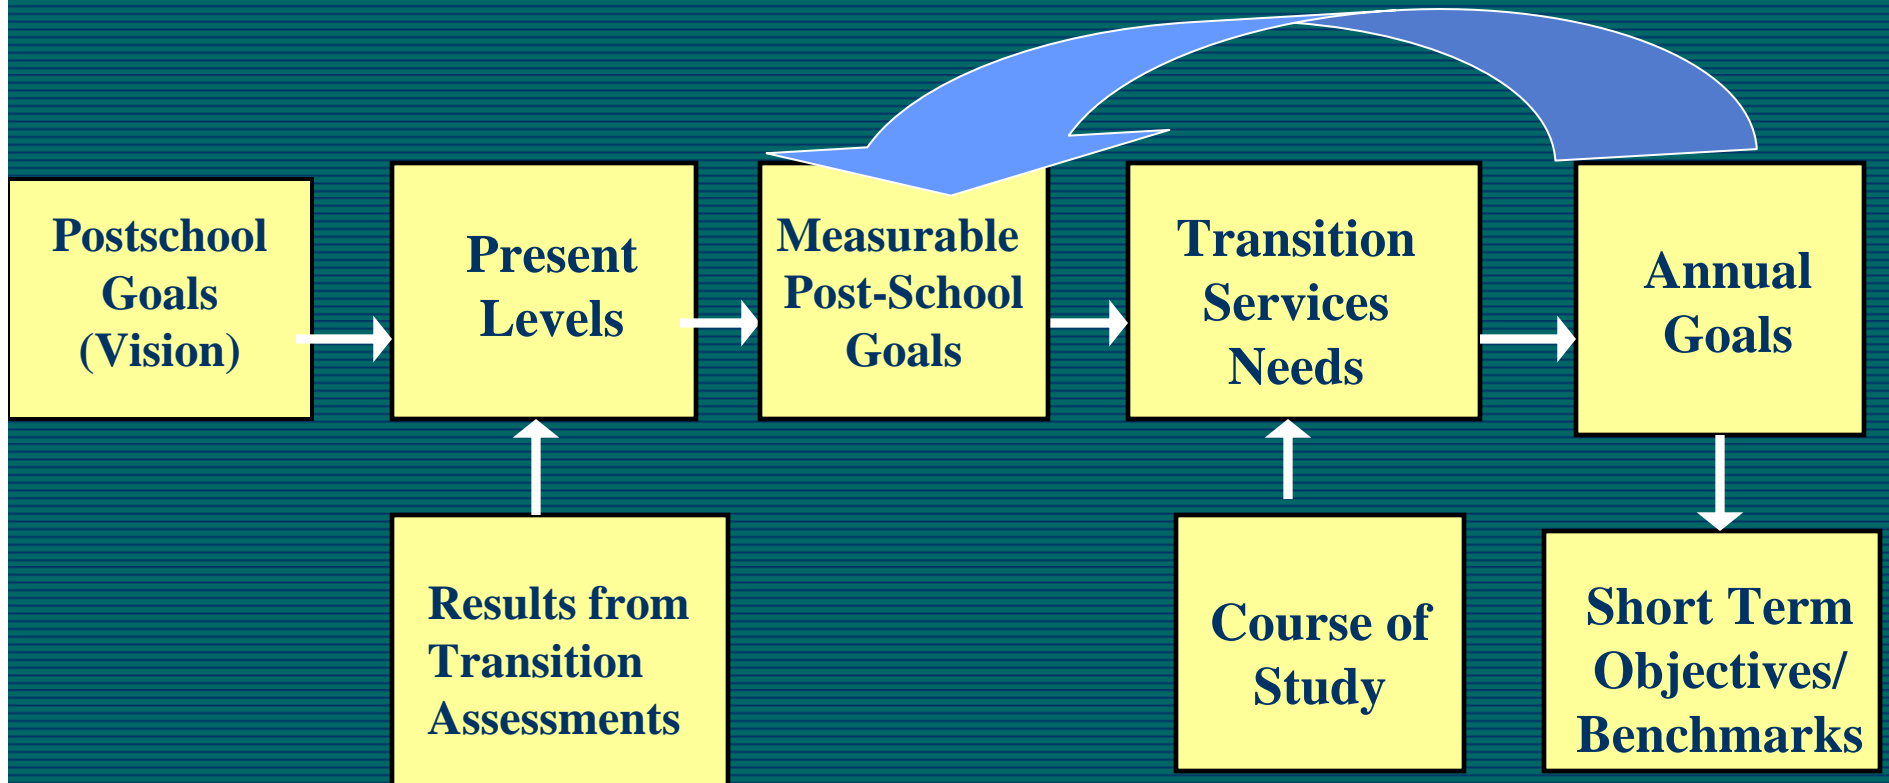 Postschool
Goals
(Vision)
Present
Levels
Measurable
Post-School
Goals
Transition
Services
Needs
Annual
Goals
Results from
Transition
Assessments
Course of
Study
Short Term
Objectives/
Benchmarks